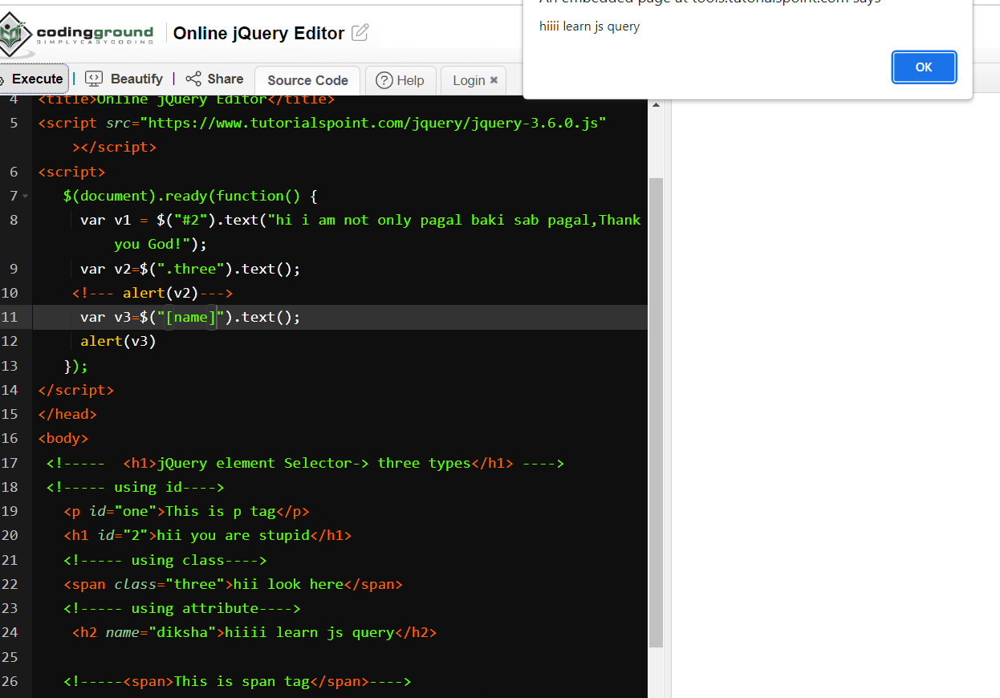 An embedded page at tools.tutorialspoint.com says
hiiii learn js query
OK
codingground
SIMPLYEASYCODING
Online jQuery Editor
Execute | Beautify | Share Source Code Help Login
4 <title>Online jQuery Editor</title>
5 <script src="https://www.tutorialspoint.com/jquery/jquery-3.6.0.js"
></script>
6 <script>
7 $(document).ready(function() {
8 var v1 = $("#2").text("hi i am not only pagal baki sab pagal,Thank
you God!");
9 var v2=$(".three").text();
10 <!--- alert(v2)--->
11 var v3=$("[name]").text();
12 alert(v3)
13 });
14 </script>
15 </head>
16 <body>
17 <!-----  <h1>jQuery element Selector-> three types</h1> ---->
18 <!----- using id---->
19 <p id="one">This is p tag</p>
20 <h1 id="2">hii you are stupid</h1>
21 <!----- using class---->
22 <span class="three">hii look here</span>
23 <!----- using attribute---->
24 <h2 name="diksha">hiiii learn js query</h2>
25
26 <!-----<span>This is span tag</span>---->